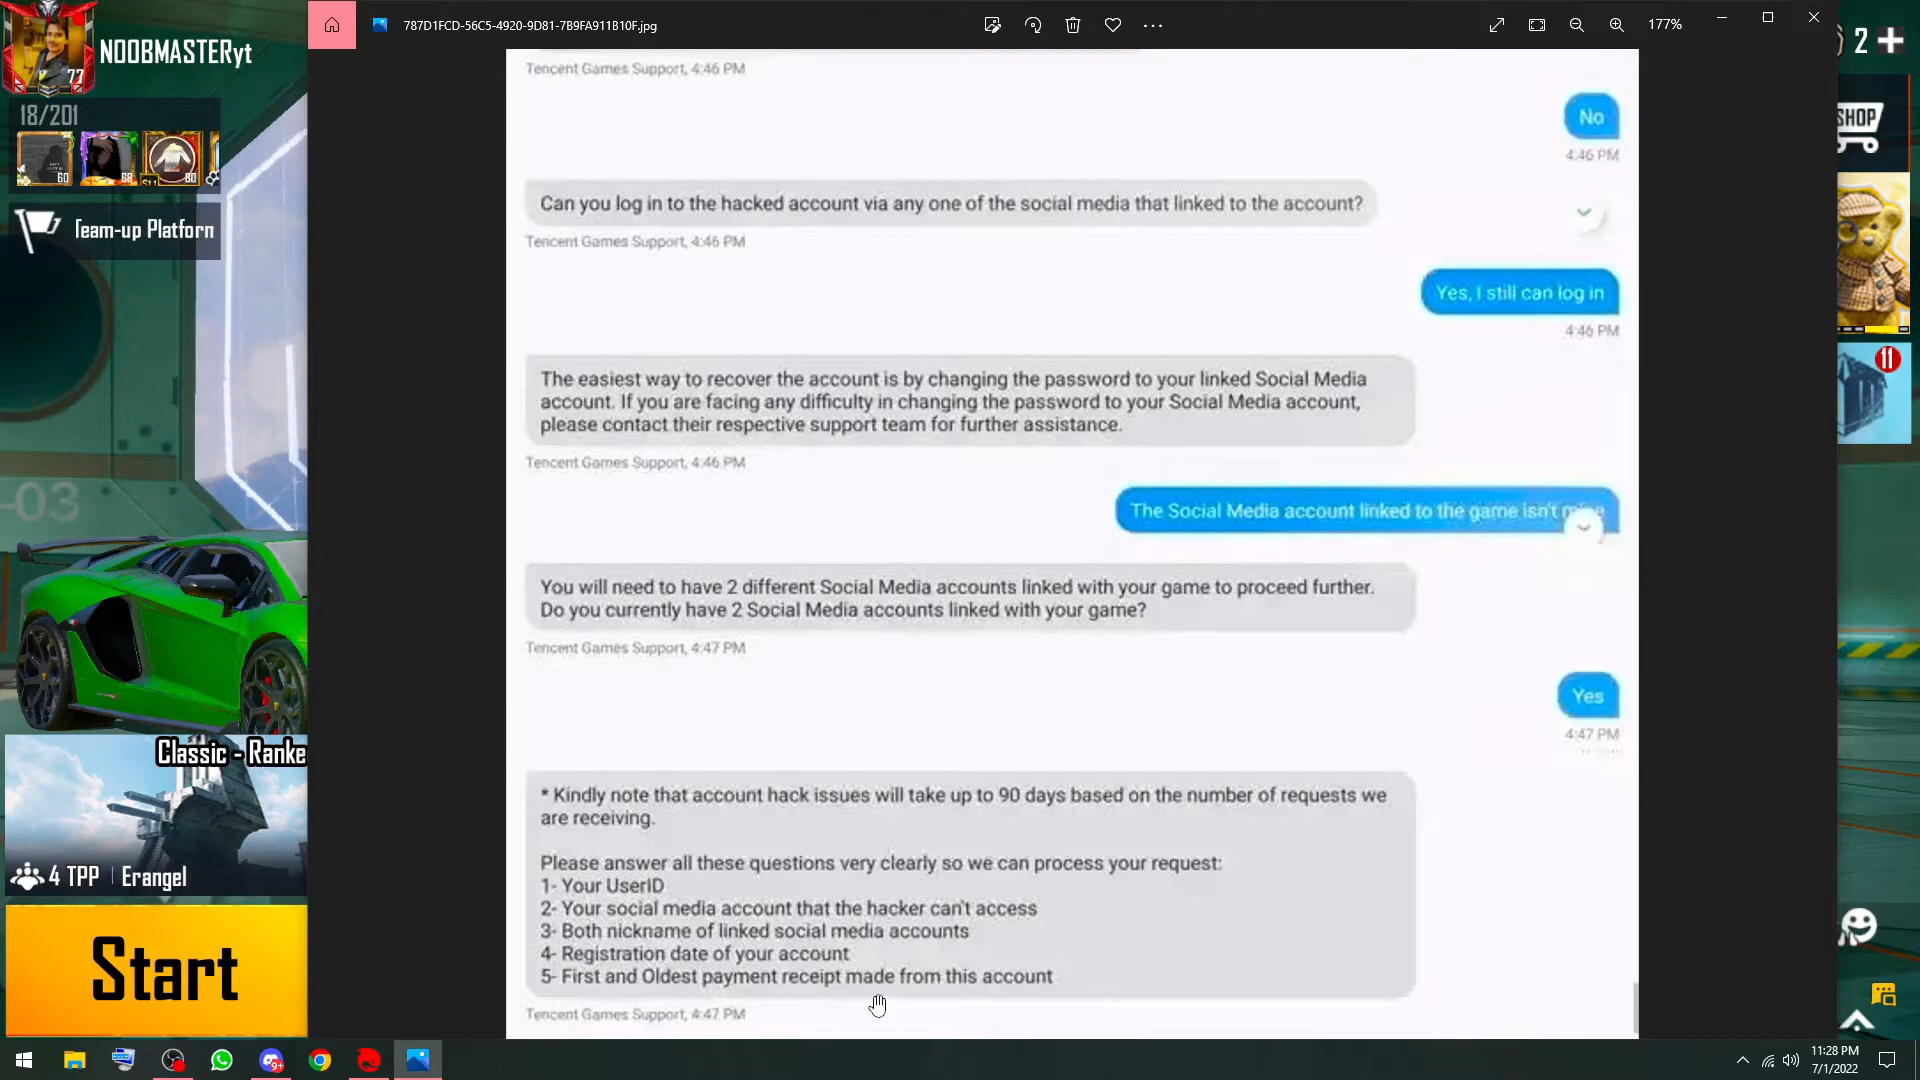 787D1FCD-56C5-4920-9D81-7B9FA911B10F.jpg
177%
NOOBMASTERyt
77
2
18/201
60
68
80
SHOP
Team-up Platform
11
-03
Tencent Games Support, 4:46 PM
No
4:46 PM
Can you log in to the hacked account via any one of the social media that linked to the account?
Tencent Games Support, 4:46 PM
Yes, I still can log in
4:46 PM
The easiest way to recover the account is by changing the password to your linked Social Media
account. If you are facing any difficulty in changing the password to your Social Media account,
please contact their respective support team for further assistance.
Tencent Games Support, 4:46 PM
The Social Media account linked to the game isn't mine
You will need to have 2 different Social Media accounts linked with your game to proceed further.
Do you currently have 2 Social Media accounts linked with your game?
Tencent Games Support, 4:47 PM
Yes
4:47 PM
* Kindly note that account hack issues will take up to 90 days based on the number of requests we
are receiving.
Please answer all these questions very clearly so we can process your request:
1- Your UserID
2- Your social media account that the hacker can't access
3- Both nickname of linked social media accounts
4- Registration date of your account
5- First and Oldest payment receipt made from this account
Tencent Games Support, 4:47 PM
Classic - Ranke
4 TPP | Erangel
Start
9+
11:28 PM
7/1/2022